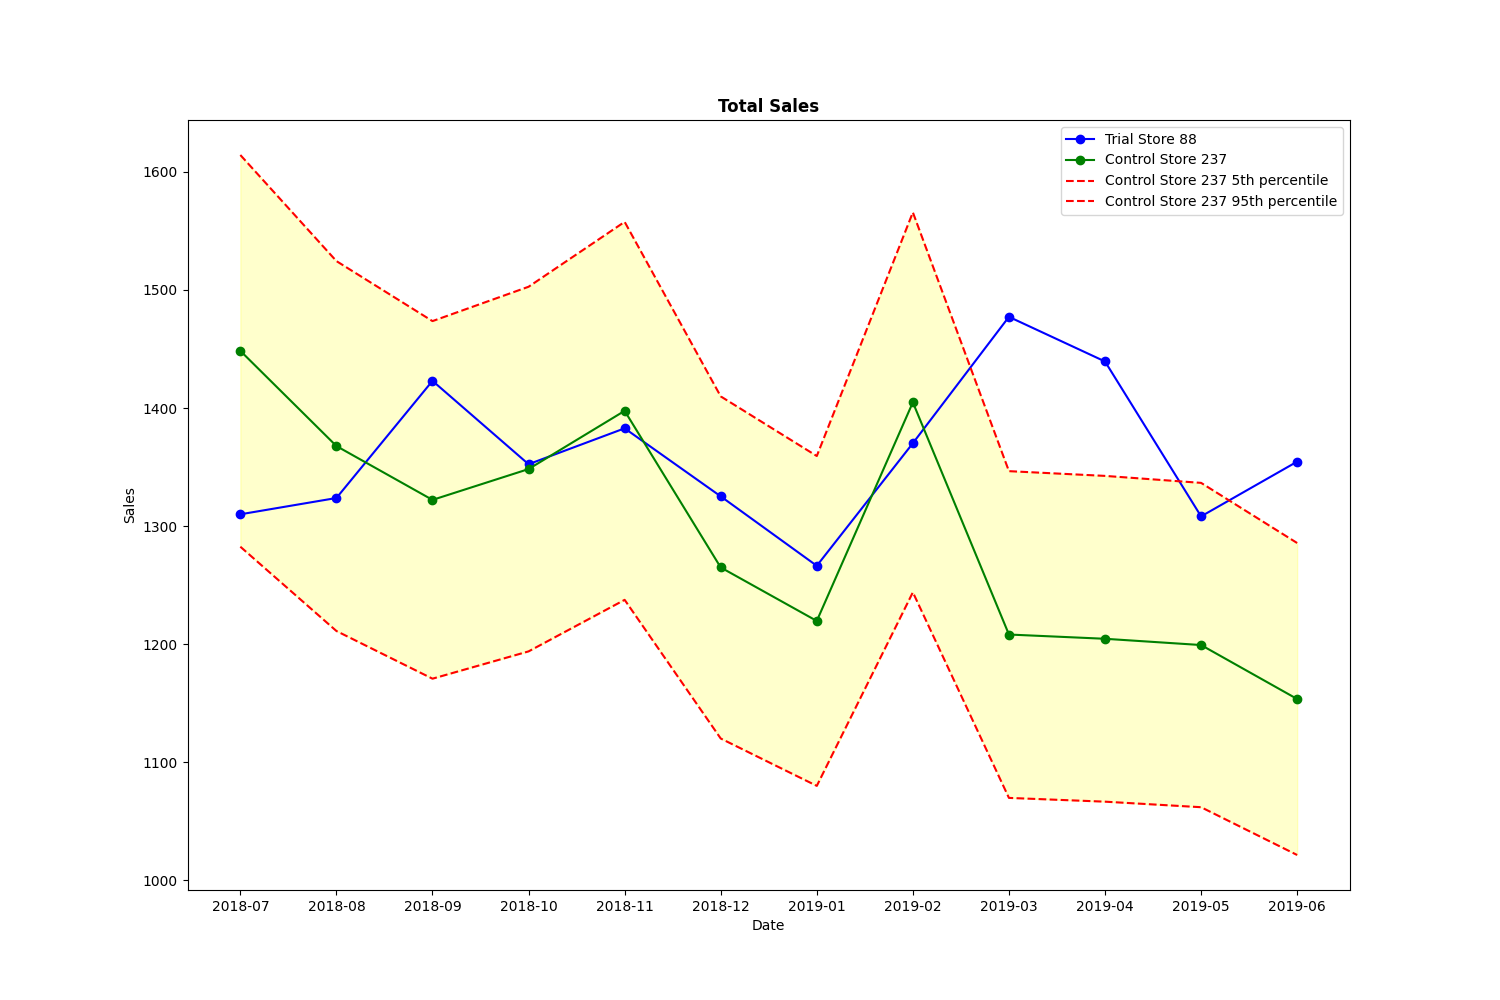 Total Sales
Trial Store 88
Control Store 237
Control Store 237 5th percentile
Control Store 237 95th percentile
1600
1500
1400
1300
1200
1100
1000
Sales
2018-07 2018-08 2018-09 2018-10 2018-11 2018-12 2019-01 2019-02 2019-03 2019-04 2019-05 2019-06
Date